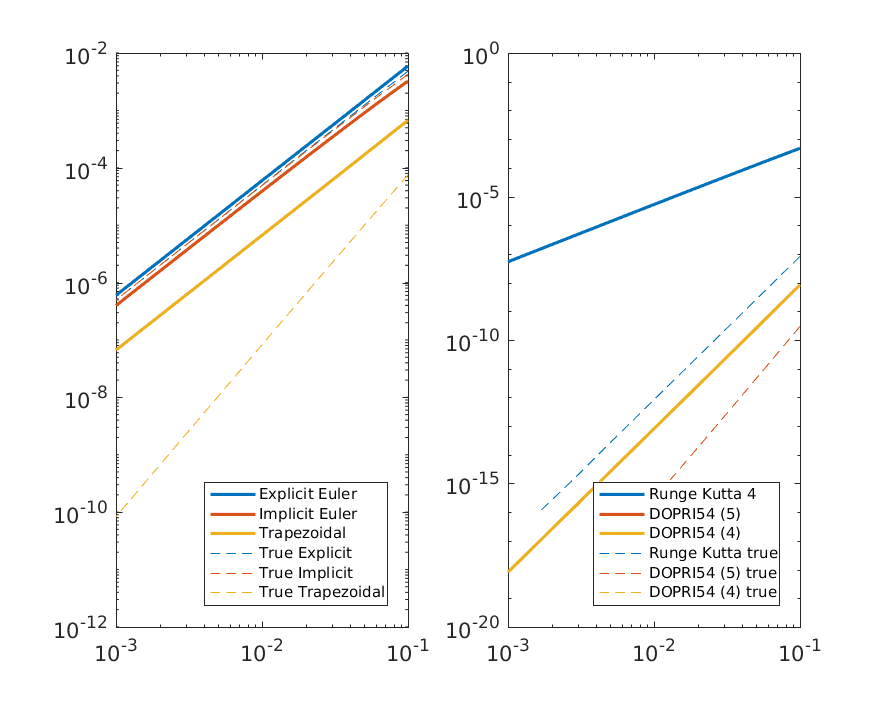 10-2
10-4
10-6
10-8
10-10
10-12
10-3
10-2
10-1
Explicit Euler
Implicit Euler
Trapezoidal
True Explicit
True Implicit
True Trapezoidal
100
10-5
10-10
10-15
10-20
10-3
10-2
10-1
Runge Kutta 4
DOPRI54 (5)
DOPRI54 (4)
Runge Kutta true
DOPRI54 (5) true
DOPRI54 (4) true